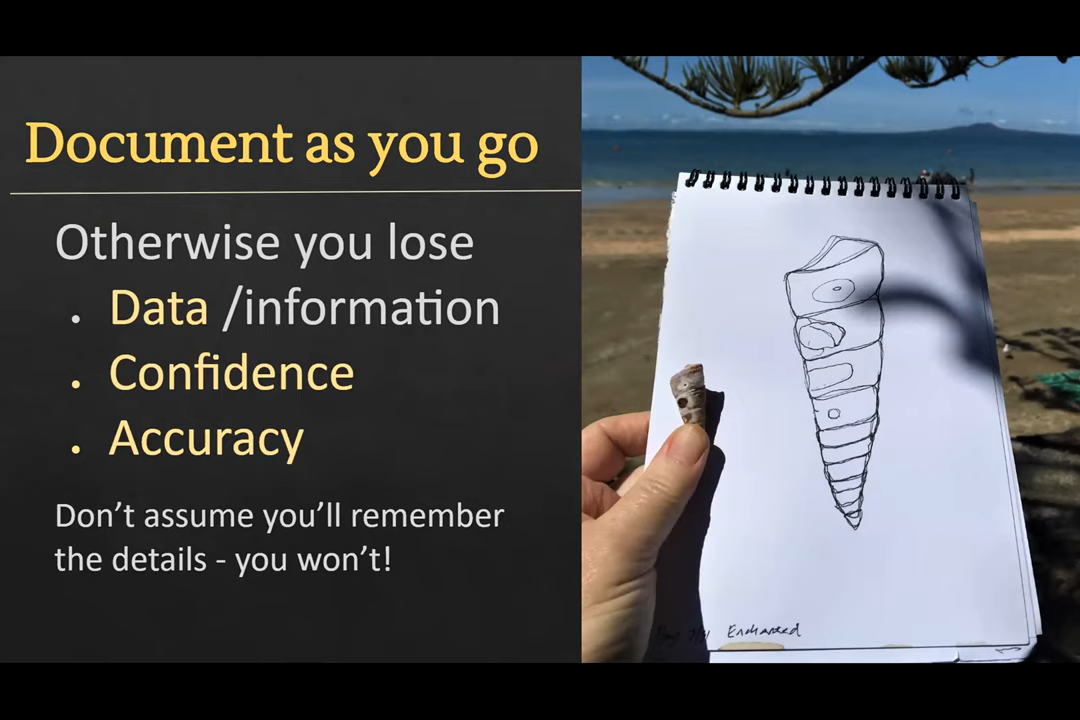 Document as you go
Otherwise you lose
• Data /information
• Confidence
• Accuracy
Don’t assume you’ll remember
the details - you won’t!
Enchanted